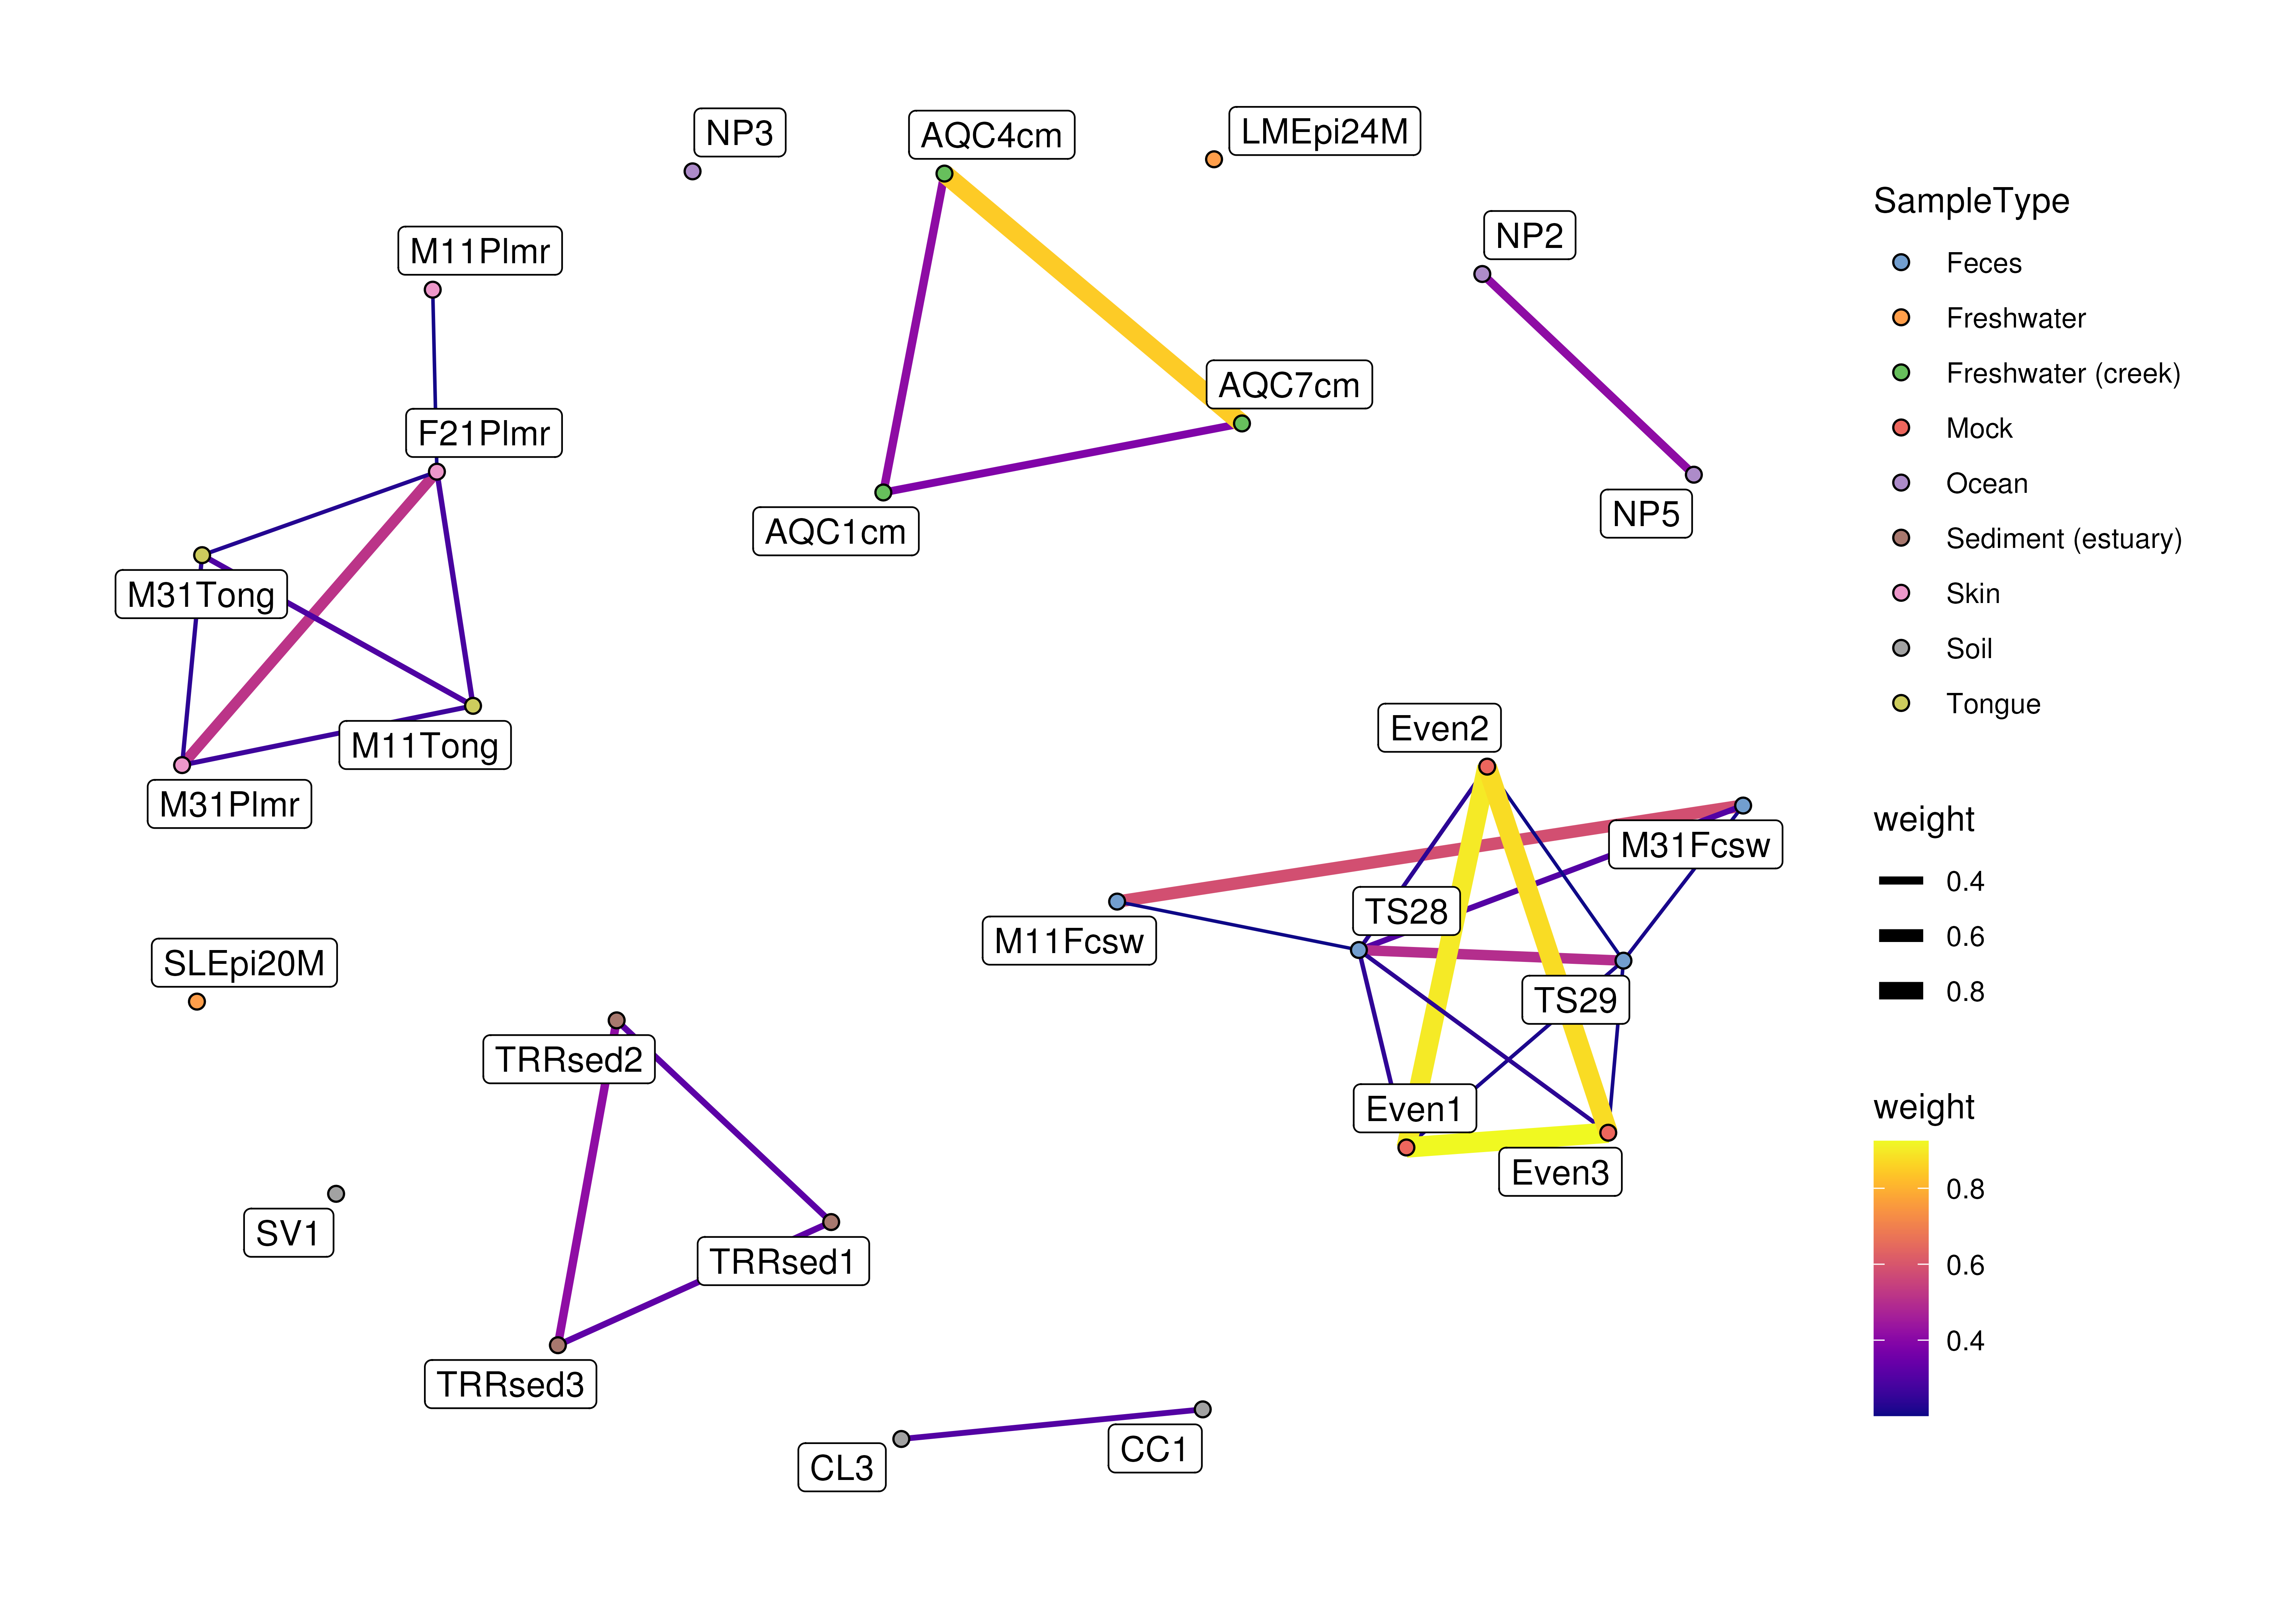 NP3
AQC4cm
LMEpi24M
M11Plmr
NP2
F21Plmr
AQC7cm
AQC1cm
NP5
M31Tong
M11Tong
M31Plmr
Even2
M31Fcsw
TS28
M11Fcsw
SLEpi20M
TS29
TRRsed2
Even1
Even3
SV1
TRRsed1
TRRsed3
CL3
CC1
SampleType
Feces
Freshwater
Freshwater (creek)
Mock
Ocean
Sediment (estuary)
Skin
Soil
Tongue
weight
0.4
0.6
0.8
weight
0.8
0.6
0.4